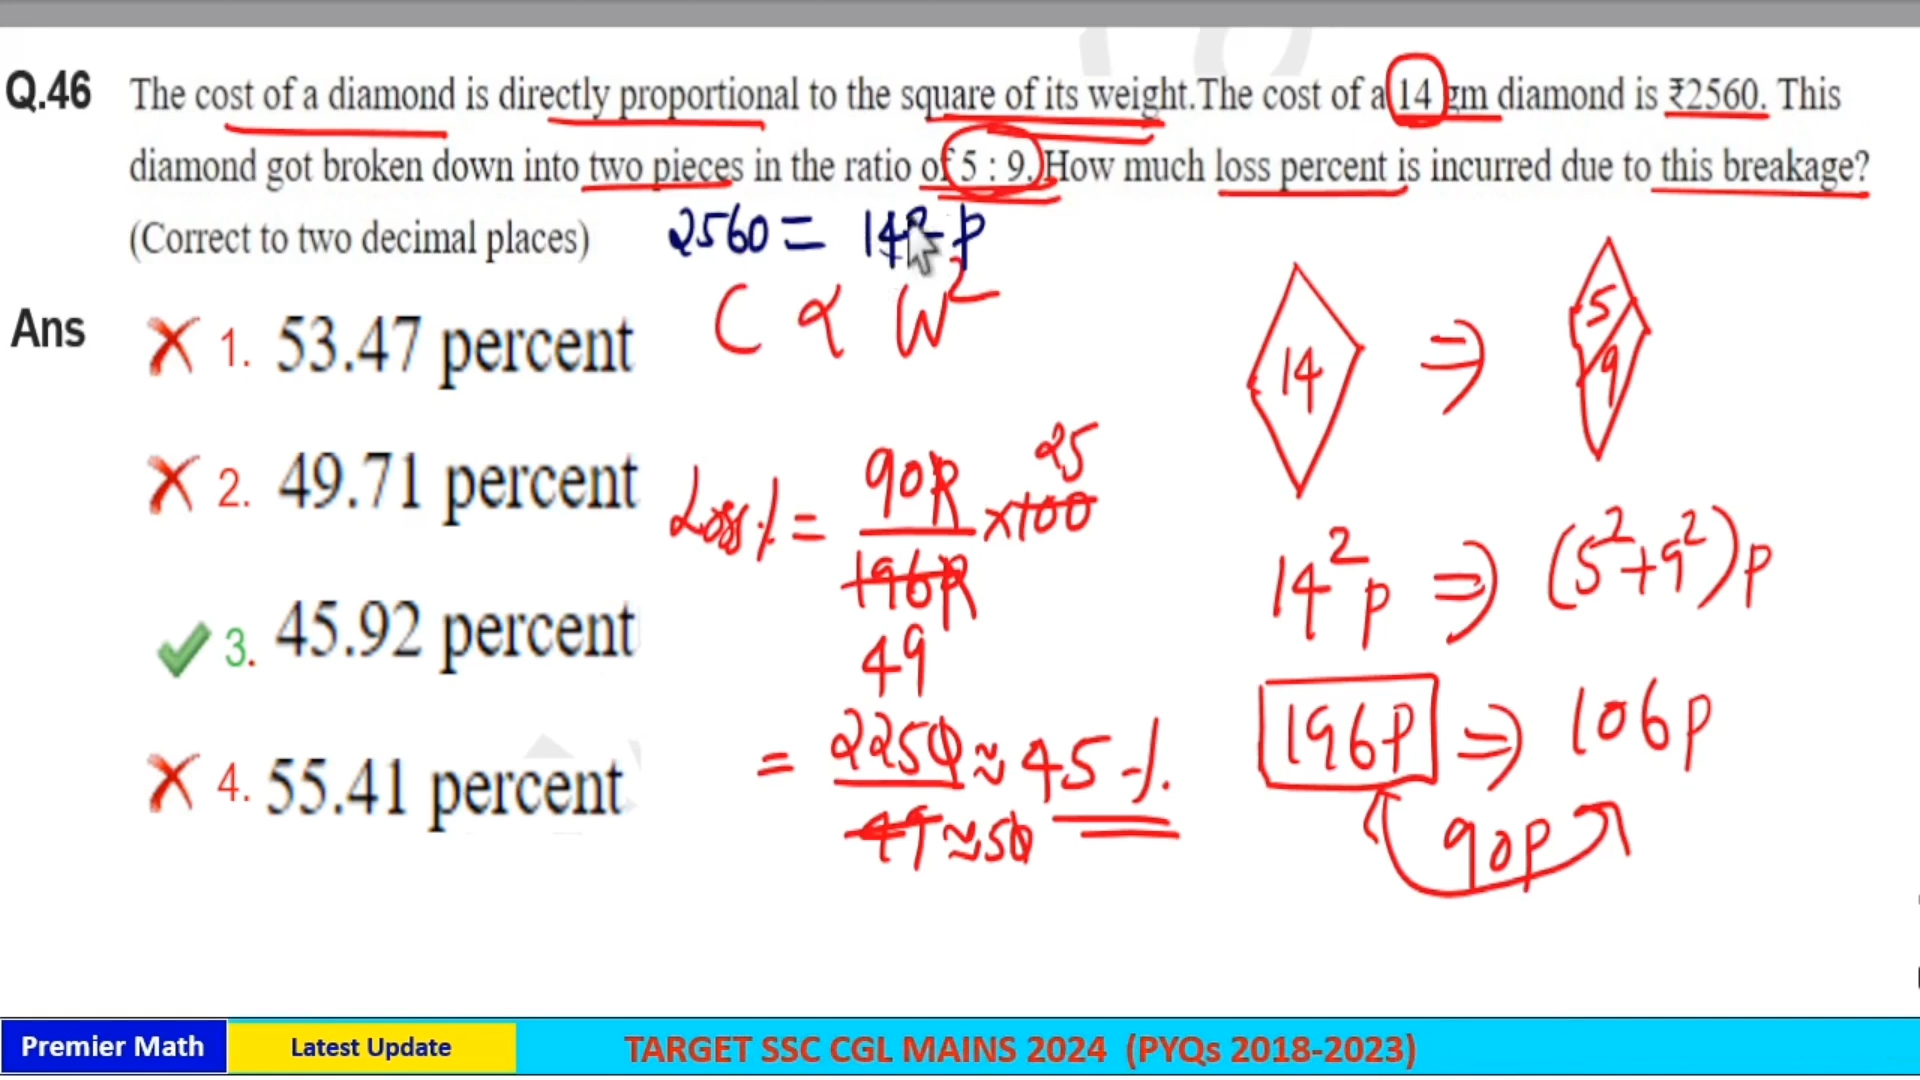 Q.46 The cost of a diamond is directly proportional to the square of its weight.The cost of a 14 gm diamond is ₹2560. This
diamond got broken down into two pieces in the ratio of 5 : 9. How much loss percent is incurred due to this breakage?
(Correct to two decimal places)
2560 = 14² P
C ∝ W²
Ans
1. 53.47 percent
2. 49.71 percent
3. 45.92 percent
4. 55.41 percent
14 ⇒ 5 9
Loss % = 90P/196P × 100
25
49
= 2250/49 ≈ 45 %
≈ 50
14² P ⇒ (5² + 9²) P
196P ⇒ 106P
90P
Premier Math
Latest Update
TARGET SSC CGL MAINS 2024 (PYQs 2018-2023)